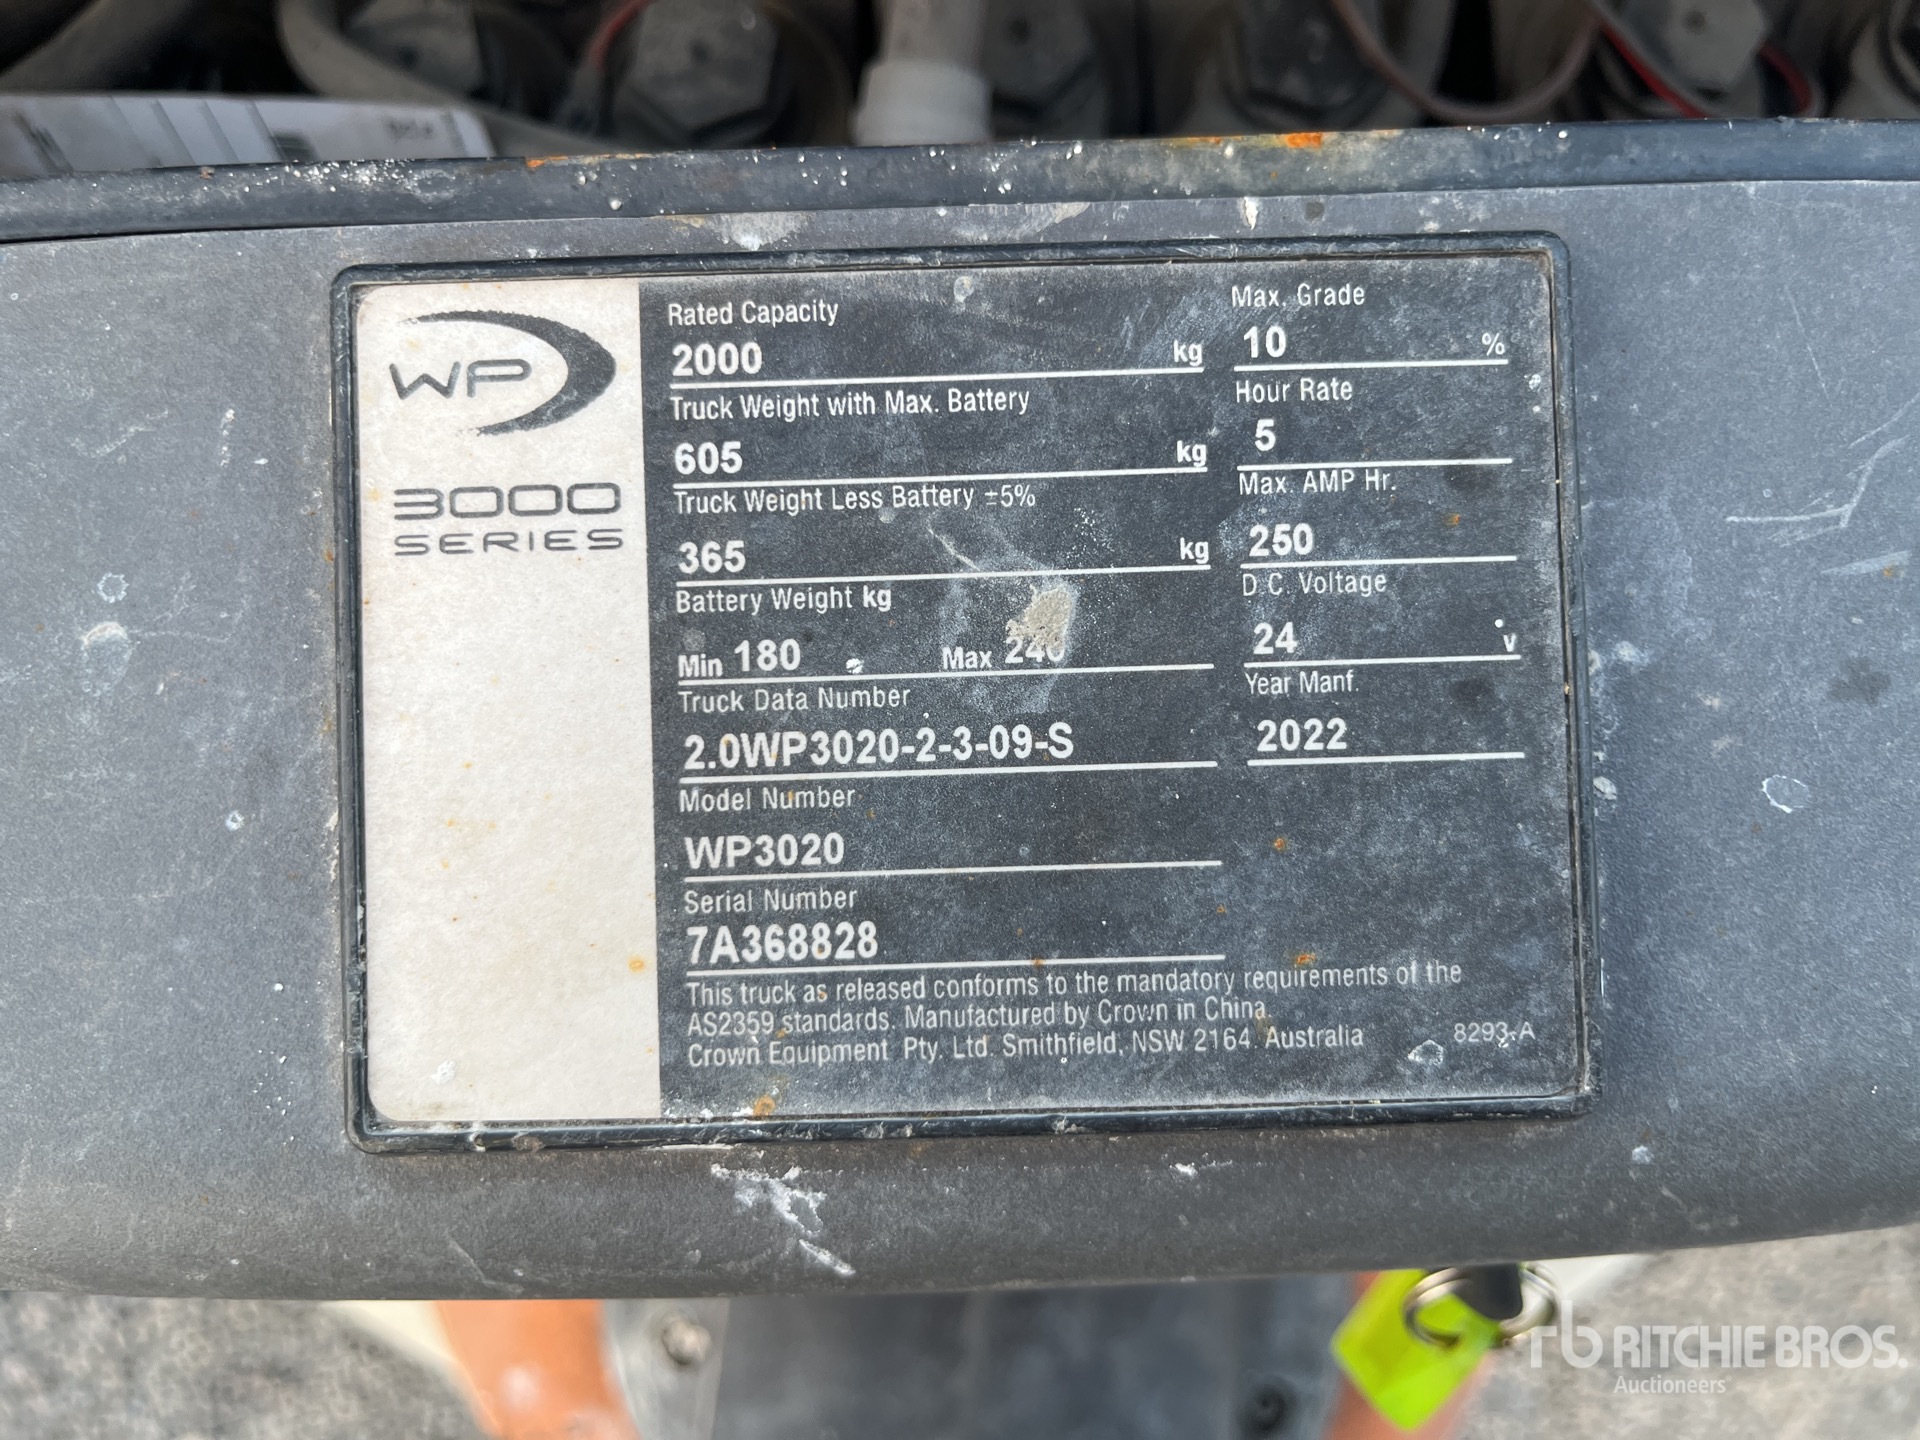 WP
3000
SERIES
Rated Capacity
2000 kg
Truck Weight with Max. Battery
605 kg
Truck Weight Less Battery ±5%
365 kg
Battery Weight kg
Min 180 Max 240
Truck Data Number
2.0WP3020-2-3-09-S
Model Number
WP3020
Serial Number
7A368828
Max. Grade
10 %
Hour Rate
5
Max. AMP Hr.
250
D.C. Voltage
24 v
Year Manf.
2022
This truck as released conforms to the mandatory requirements of the
AS2359 standards. Manufactured by Crown in China.
Crown Equipment Pty. Ltd. Smithfield, NSW 2164 Australia 8293-A
rb RITCHIE BROS.
Auctioneers